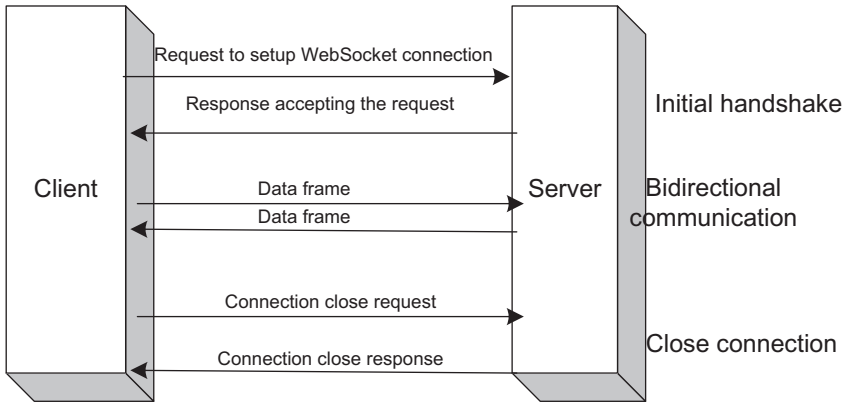 Request to setup WebSocket connection
Response accepting the request
Initial handshake
Client
Data frame
Data frame
Server
Bidirectional
communication
Connection close request
Connection close response
Close connection